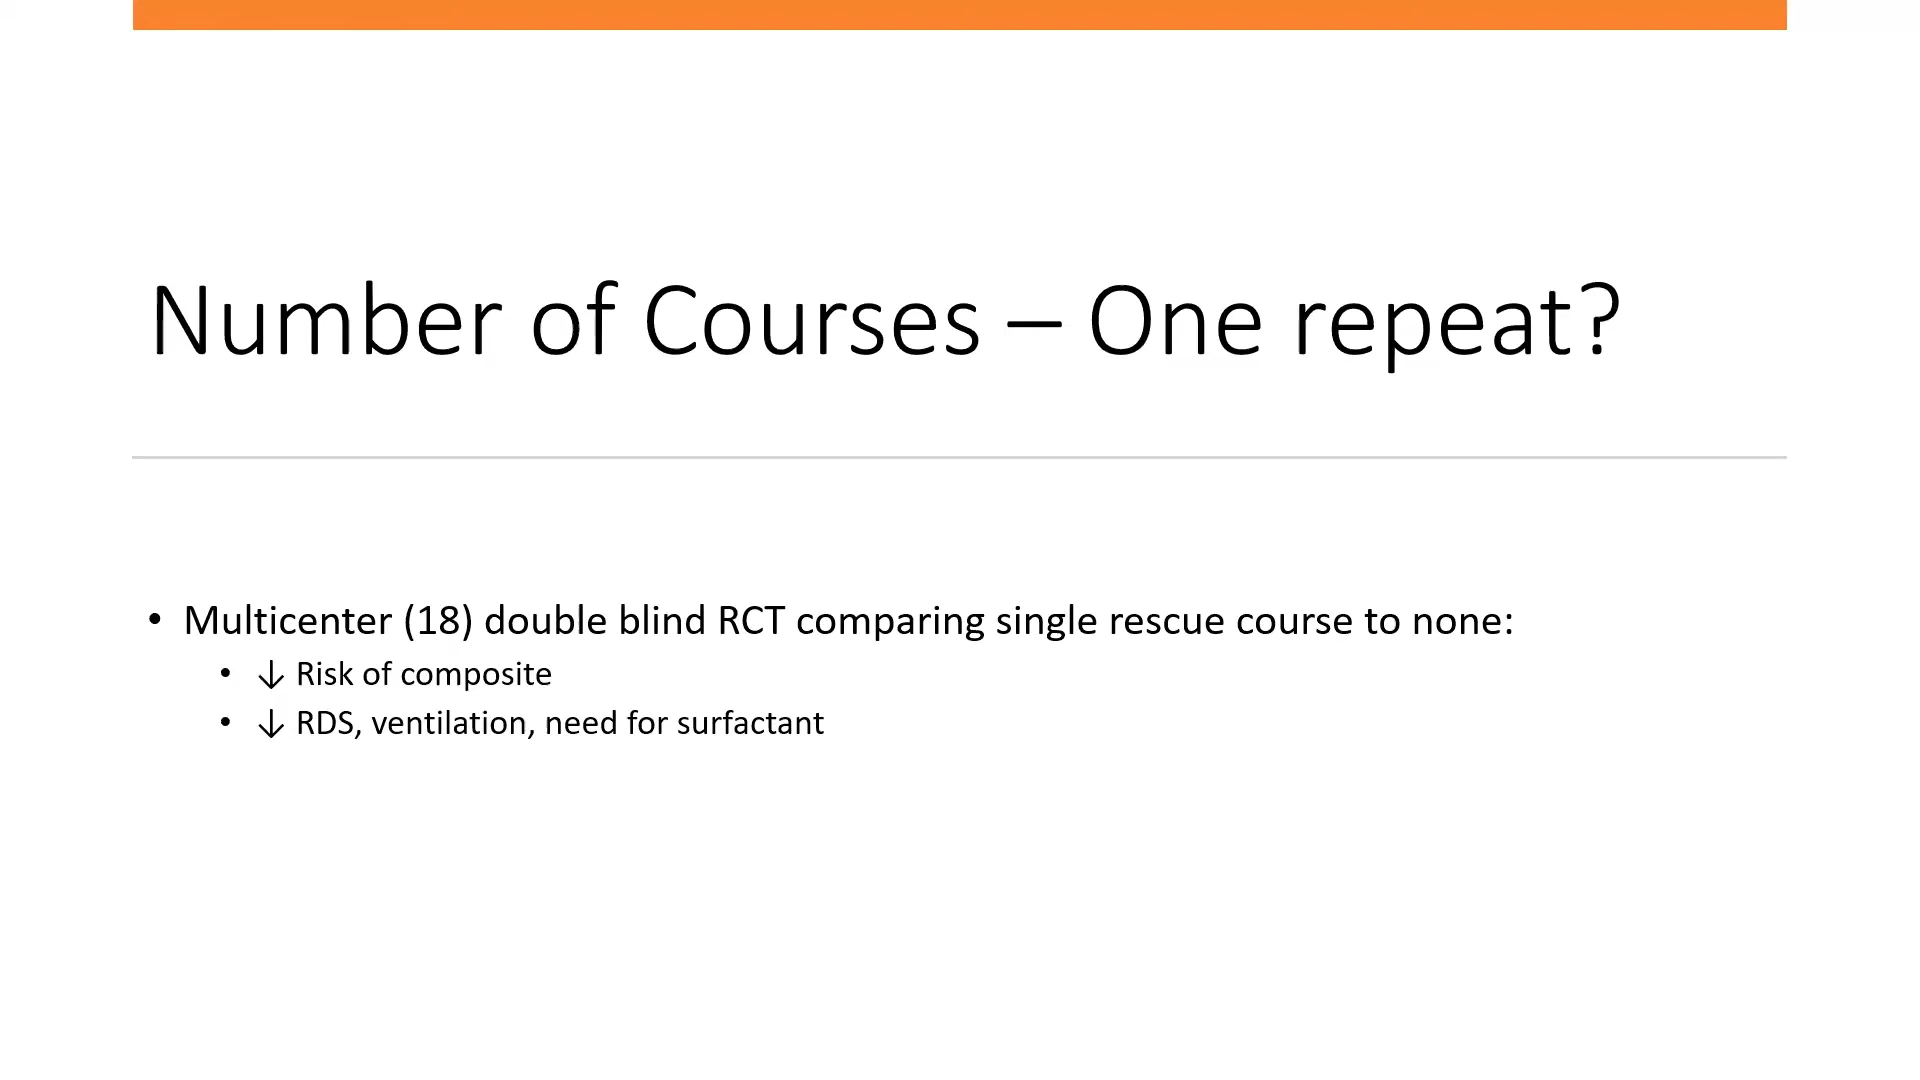 Number of Courses – One repeat?
• Multicenter (18) double blind RCT comparing single rescue course to none:
• ↓ Risk of composite
• ↓ RDS, ventilation, need for surfactant